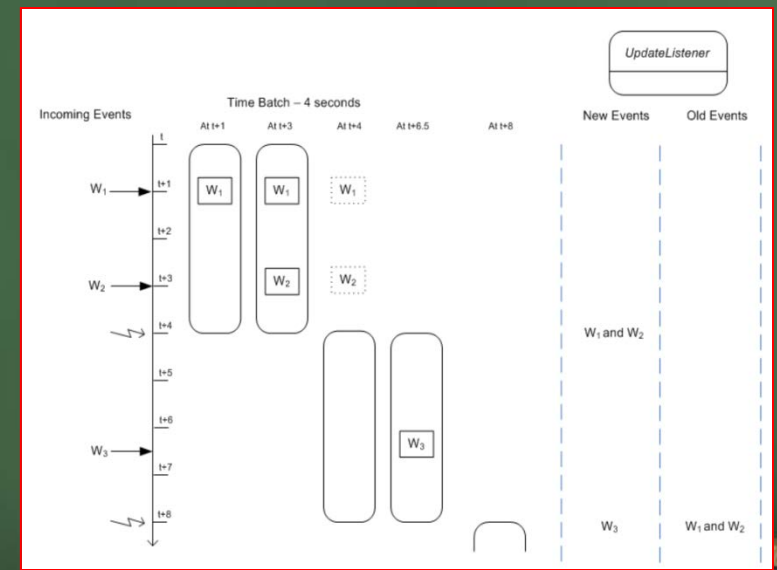 UpdateListener
Time Batch – 4 seconds
Incoming Events
New Events Old Events
At t+1 At t+3 At t+4 At t+6.5 At t+8
t
W₁ t+1 W₁ W₁ W₁
t+2
W₂ t+3 W₂ W₂
t+4 W₁ and W₂
t+5
t+6
W₃ W₃
t+7
t+8 W₃ W₁ and W₂